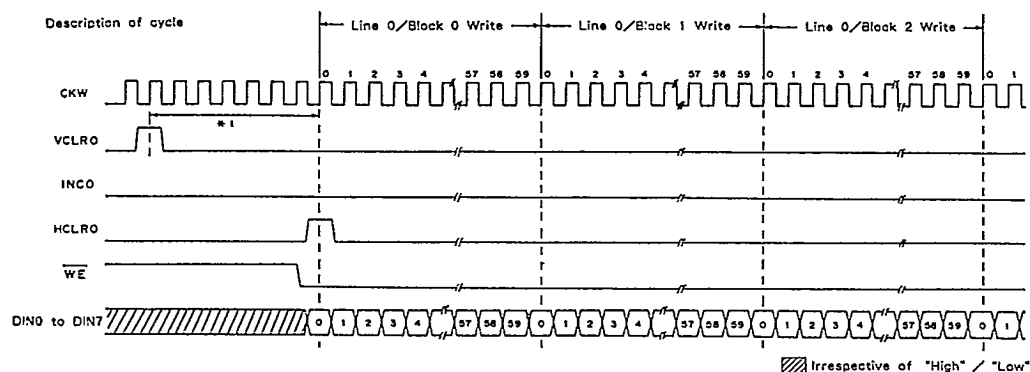 Description of cycle
Line 0/Block 0 Write Line 0/Block 1 Write Line 0/Block 2 Write
0 1 2 3 4 57 58 59 0 1 2 3 4 57 58 59 0 1 2 3 4 57 58 59 0 1
CKW
*1
VCLR0
INC0
HCLR0
WE
DIN0 to DIN7 0 1 2 3 4 57 58 59 0 1 2 3 4 57 58 59 0 1 2 3 4 57 58 59 0 1
Irrespective of "High" / "Low"